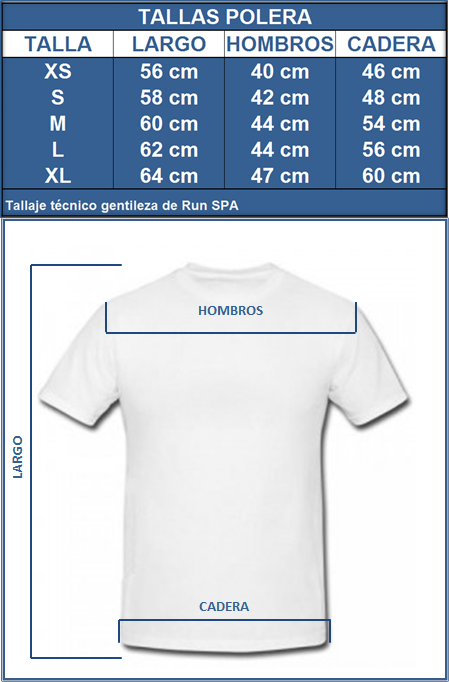 TALLAS POLERA
TALLA LARGO HOMBROS CADERA
XS 56 cm 40 cm 46 cm
S 58 cm 42 cm 48 cm
M 60 cm 44 cm 54 cm
L 62 cm 44 cm 56 cm
XL 64 cm 47 cm 60 cm
Tallaje técnico gentileza de Run SPA
HOMBROS
LARGO
CADERA